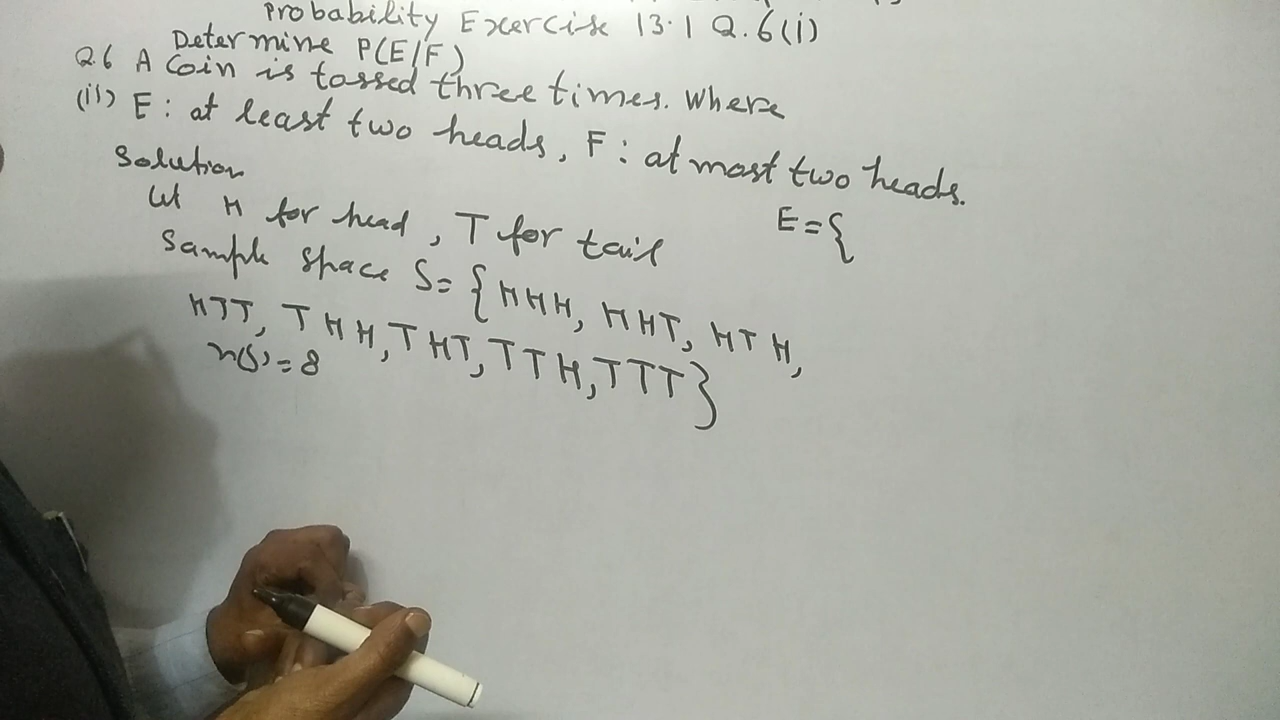 Probability Exercise 13.1 Q.6(i)
Determine P(E/F)
Q.6 A Coin is tossed three times. Where
(ii) E: at least two heads, F: at most two heads.
Solution
Let H for head, T for tail
E={
Sample space S= {HHH, HHT, HTH,
HTT, THH, THT, TTH, TTT}
n(S)=8